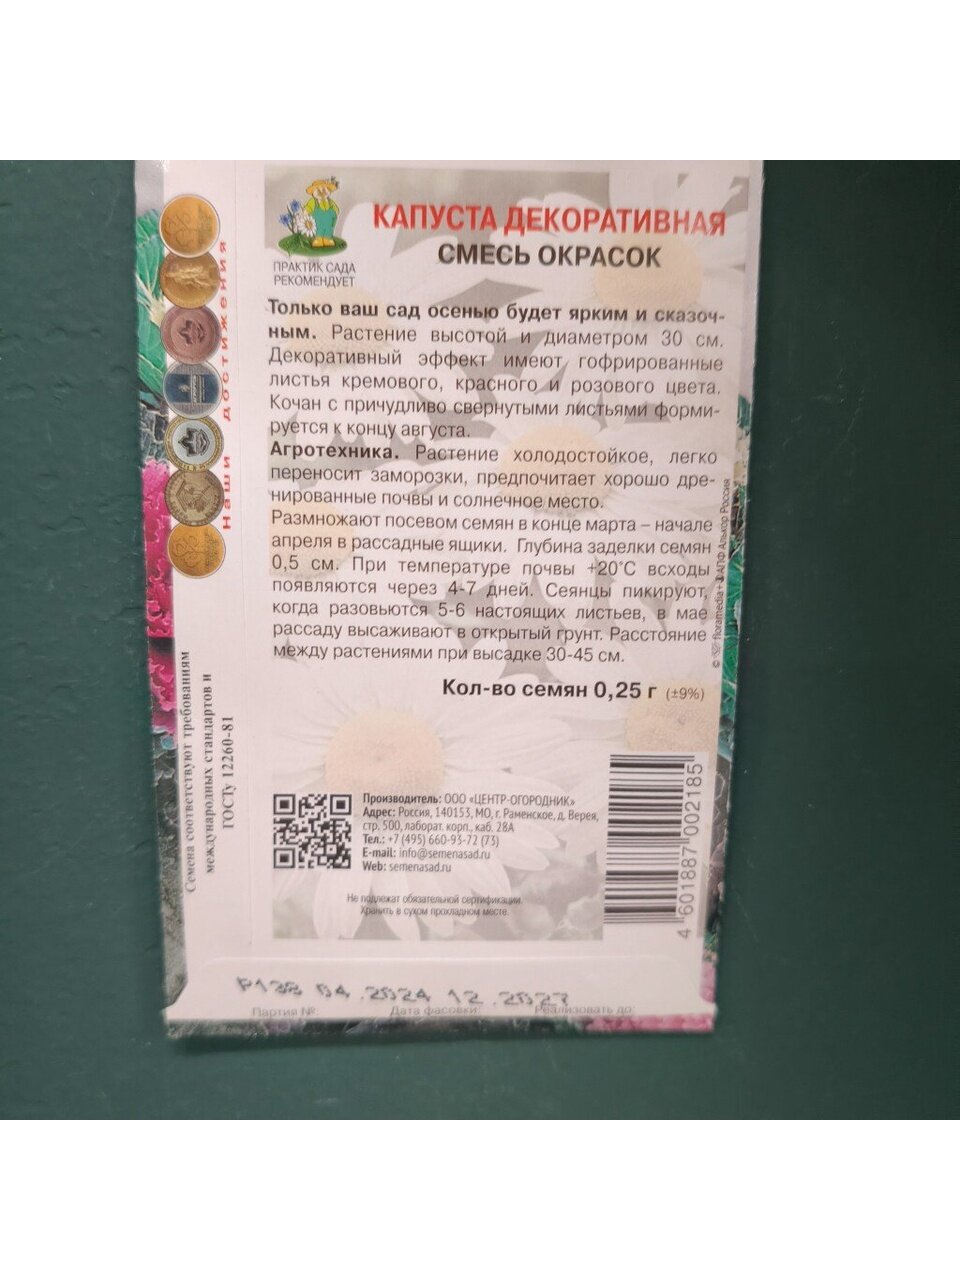 ПРАКТИК САДА
РЕКОМЕНДУЕТ
КАПУСТА ДЕКОРАТИВНАЯ
СМЕСЬ ОКРАСОК
Только ваш сад осенью будет ярким и сказоч-
ным. Растение высотой и диаметром 30 см.
Декоративный эффект имеют гофрированные
листья кремового, красного и розового цвета.
Кочан с причудливо свернутыми листьями форми-
руется к концу августа.
Агротехника. Растение холодостойкое, легко
переносит заморозки, предпочитает хорошо дре-
нированные почвы и солнечное место.
Размножают посевом семян в конце марта – начале
апреля в рассадные ящики. Глубина заделки семян
0,5 см. При температуре почвы +20°С всходы
появляются через 4-7 дней. Сеянцы пикируют,
когда разовьются 5-6 настоящих листьев, в мае
рассаду высаживают в открытый грунт. Расстояние
между растениями при высадке 30-45 см.
Кол-во семян 0,25 г (±9%)
Производитель: ООО «ЦЕНТР-ОГОРОДНИК»
Адрес: Россия, 140153, МО, г. Раменское, д. Верея,
стр. 500, лаборат. корп., каб. 28А
Тел.: +7 (495) 660-93-72 (73)
E-mail: info@semenasad.ru
Web: semenasad.ru
Не подлежат обязательной сертификации.
Хранить в сухом прохладном месте.
4 601887 002185
© floramedia+ АПФ Алькор Россия
Наши достижения
Семена соответствуют требованиям
международных стандартов и
ГОСТу 12260-81
Р138 04.2024 12.2027
Партия №: Дата фасовки: Реализовать до: